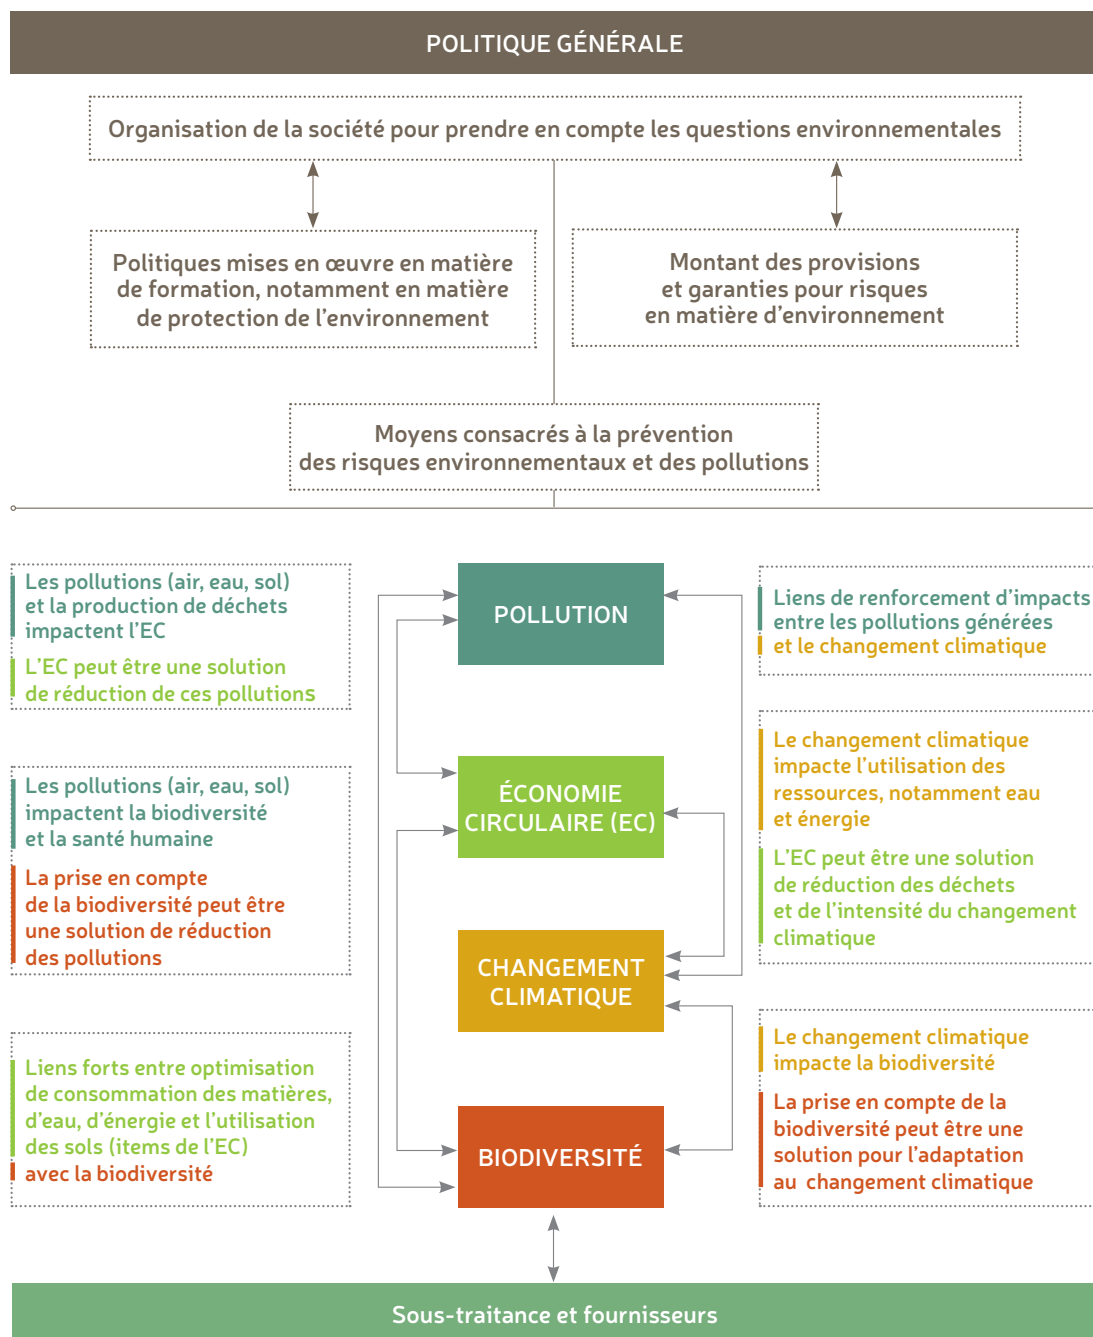 POLITIQUE GÉNÉRALE
Organisation de la société pour prendre en compte les questions environnementales
Politiques mises en œuvre en matière
de formation, notamment en matière
de protection de l’environnement
Montant des provisions
et garanties pour risques
en matière d’environnement
Moyens consacrés à la prévention
des risques environnementaux et des pollutions
Les pollutions (air, eau, sol)
et la production de déchets
impactent l’EC
L’EC peut être une solution
de réduction de ces pollutions
Les pollutions (air, eau, sol)
impactent la biodiversité
et la santé humaine
La prise en compte
de la biodiversité peut être
une solution de réduction
des pollutions
Liens forts entre optimisation
de consommation des matières,
d’eau, d’énergie et l’utilisation
des sols (items de l’EC)
avec la biodiversité
POLLUTION
ÉCONOMIE
CIRCULAIRE (EC)
CHANGEMENT
CLIMATIQUE
BIODIVERSITÉ
Liens de renforcement d’impacts
entre les pollutions générées
et le changement climatique
Le changement climatique
impacte l’utilisation des
ressources, notamment eau
et énergie
L’EC peut être une solution
de réduction des déchets
et de l’intensité du changement
climatique
Le changement climatique
impacte la biodiversité
La prise en compte de la
biodiversité peut être une
solution pour l’adaptation
au changement climatique
Sous-traitance et fournisseurs